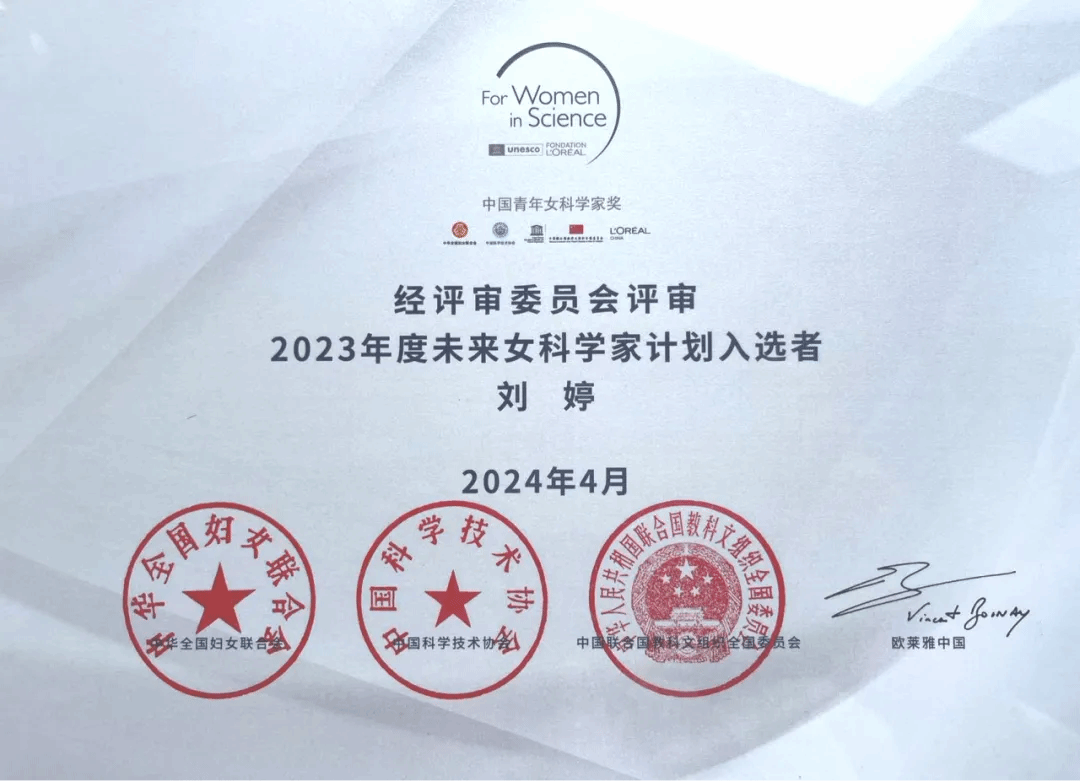 For Women
in Science
unesco
FONDATION
L'ORÉAL
中国青年女科学家奖
L'ORÉAL
CHINA
经评审委员会评审
2023年度未来女科学家计划入选者
刘 婷
2024年4月
中华全国妇女联合会
中国科学技术协会
中华人民共和国联合国教科文组织全国委员会
Vincent BOINAY
中华全国妇女联合会
中国科学技术协会
中国联合国教科文组织全国委员会
欧莱雅中国